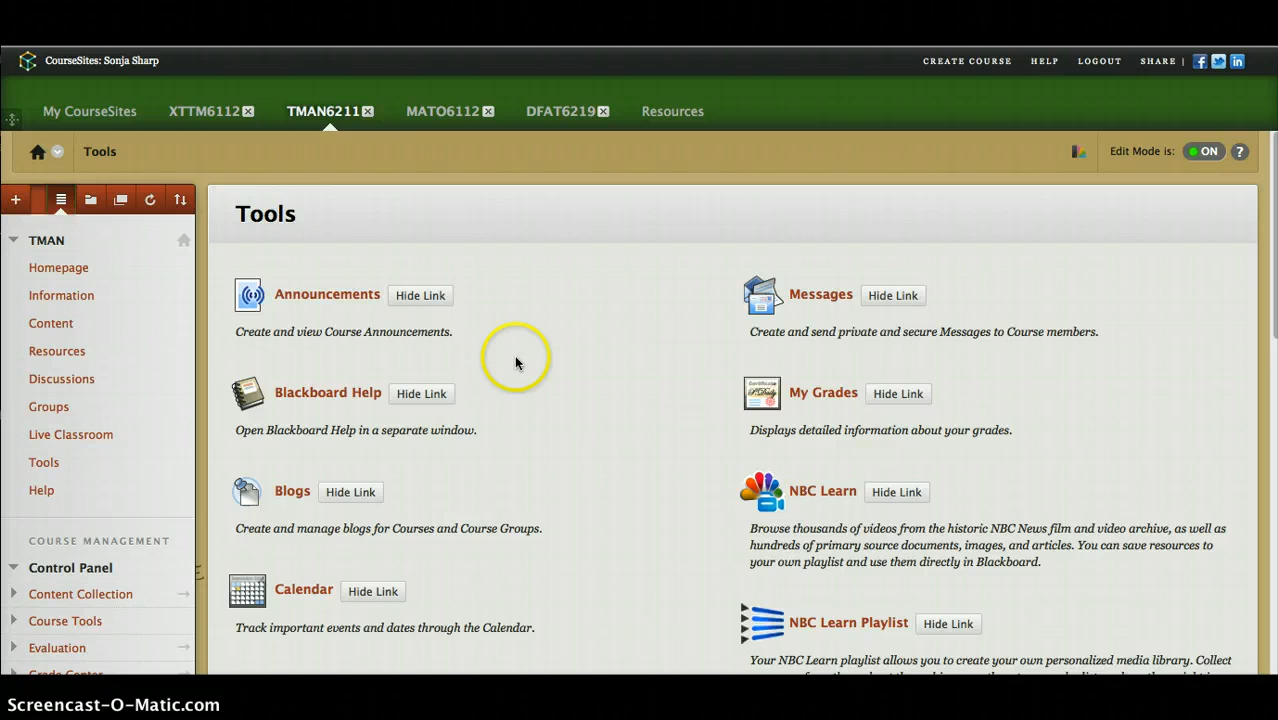 CourseSites: Sonja Sharp
CREATE COURSE HELP LOGOUT SHARE |
My CourseSites XTTM6112 TMAN6211 MATO6112 DFAT6219 Resources
Tools
Edit Mode is: ON ?
Tools
TMAN
Homepage
Information
Content
Resources
Discussions
Groups
Live Classroom
Tools
Help
COURSE MANAGEMENT
Control Panel
Content Collection
Course Tools
Evaluation
Grade Center
Announcements Hide Link
Create and view Course Announcements.
Blackboard Help Hide Link
Open Blackboard Help in a separate window.
Blogs Hide Link
Create and manage blogs for Courses and Course Groups.
Calendar Hide Link
Track important events and dates through the Calendar.
Messages Hide Link
Create and send private and secure Messages to Course members.
My Grades Hide Link
Displays detailed information about your grades.
NBC Learn Hide Link
Browse thousands of videos from the historic NBC News film and video archive, as well as
hundreds of primary source documents, images, and articles. You can save resources to
your own playlist and use them directly in Blackboard.
NBC Learn Playlist Hide Link
Your NBC Learn playlist allows you to create your own personalized media library. Collect
Screencast-O-Matic.com